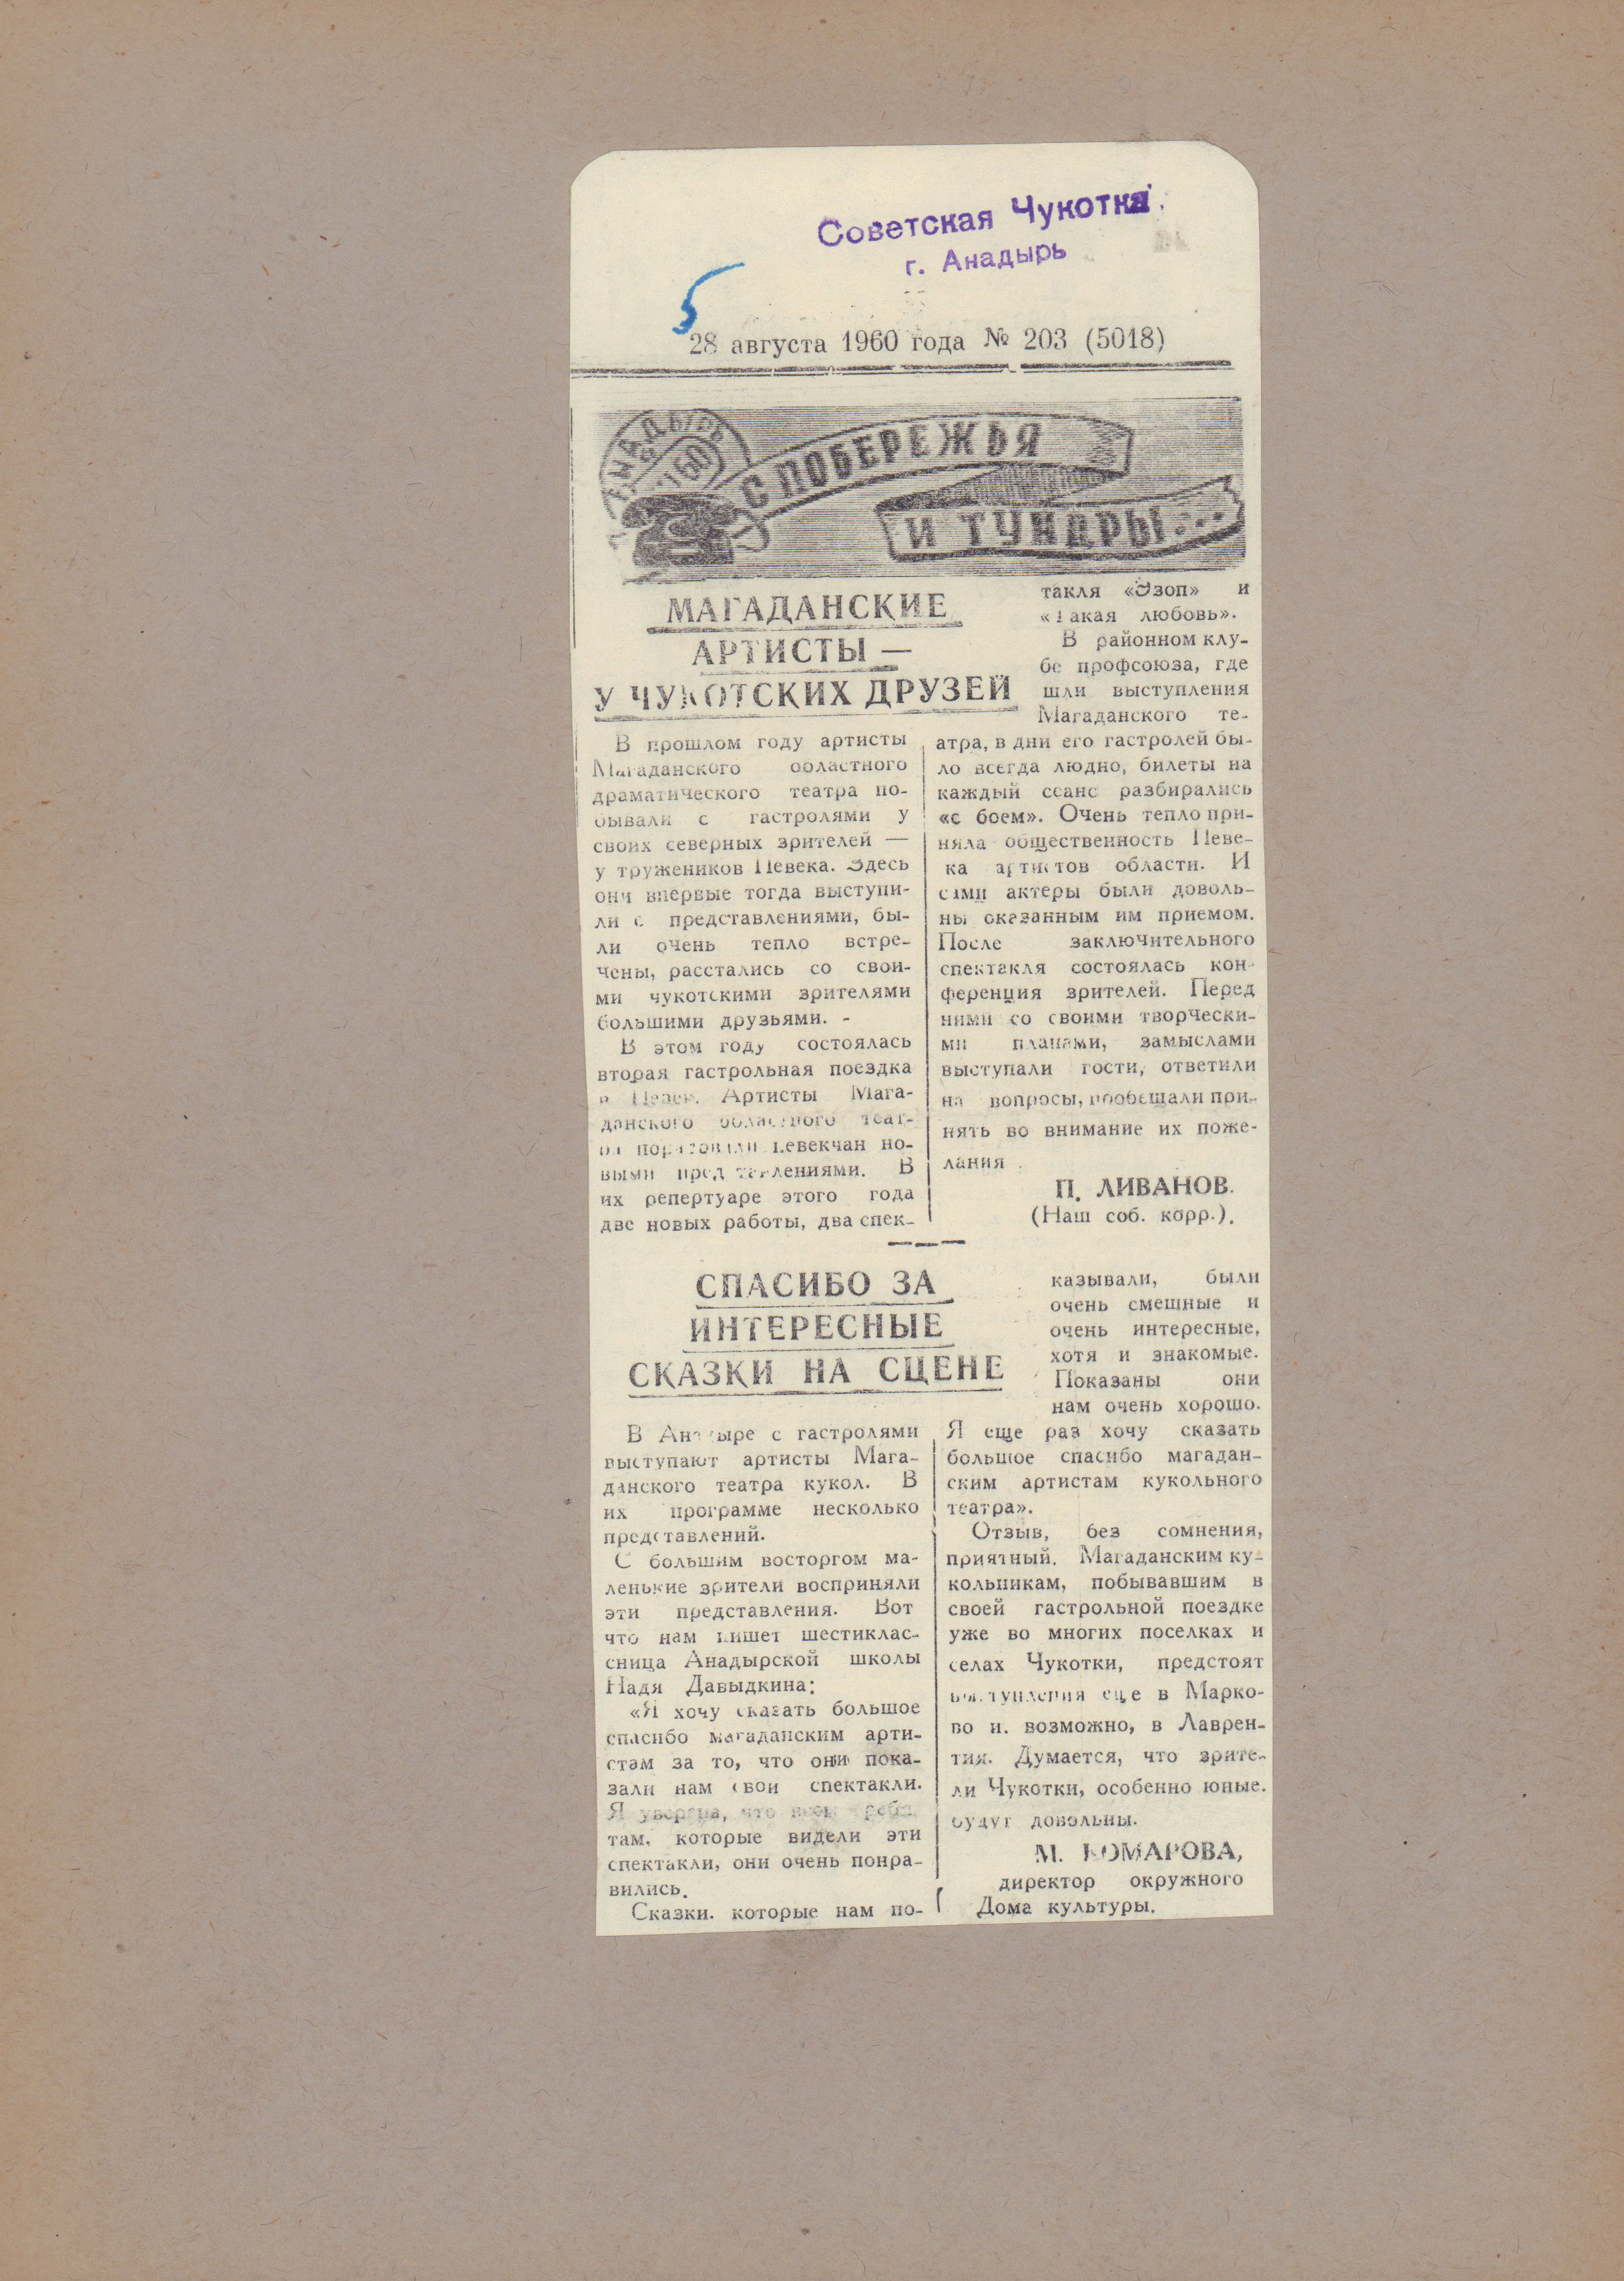 Советская Чукотка
г. Анадырь
5
28 августа 1960 года № 203 (5018)
АНАДЫРЬ
С ПОБЕРЕЖЬЯ
И ТУНДРЫ...
МАГАДАНСКИЕ
АРТИСТЫ —
У ЧУКОТСКИХ ДРУЗЕЙ
В прошлом году артисты
Магаданского областного
драматического театра по-
бывали с гастролями у
своих северных зрителей —
у тружеников Певека. Здесь
они впервые тогда выступи-
ли с представлениями, бы-
ли очень тепло встре-
чены, расстались со свои-
ми чукотскими зрителями
большими друзьями.
В этом году состоялась
вторая гастрольная поездка
в Певек. Артисты Мага-
данского областного теат-
ра порадовали певекчан но-
выми представлениями. В
их репертуаре этого года
две новых работы, два спек-
такля «Эзоп» и
«Такая любовь».
В районном клу-
бе профсоюза, где
шли выступления
Магаданского те-
атра, в дни его гастролей бы-
ло всегда людно, билеты на
каждый сеанс разбирались
«с боем». Очень тепло при-
няла общественность Певе-
ка артистов области. И
сами актеры были доволь-
ны оказанным им приемом.
После заключительного
спектакля состоялась кон-
ференция зрителей. Перед
ними со своими творчески-
ми планами, замыслами
выступали гости, ответили
на вопросы, пообещали при-
нять во внимание их поже-
лания
П. ЛИВАНОВ.
(Наш соб. корр.).
СПАСИБО ЗА
ИНТЕРЕСНЫЕ
СКАЗКИ НА СЦЕНЕ
В Анадыре с гастролями
выступают артисты Мага-
данского театра кукол. В
их программе несколько
представлений.
С большим восторгом ма-
ленькие зрители восприняли
эти представления. Вот
что нам пишет шестиклас-
сница Анадырской школы
Надя Давыдкина:
«Я хочу сказать большое
спасибо магаданским арти-
стам за то, что они пока-
зали нам свои спектакли.
Я уверена, что всем ребя-
там, которые видели эти
спектакли, они очень понра-
вились.
Сказки. которые нам по-
казывали, были
очень смешные и
очень интересные,
хотя и знакомые.
Показаны они
нам очень хорошо.
Я еще раз хочу сказать
большое спасибо магадан-
ским артистам кукольного
театра».
Отзыв, без сомнения,
приятный. Магаданским ку-
кольникам, побывавшим в
своей гастрольной поездке
уже во многих поселках и
селах Чукотки, предстоят
выступления еще в Марко-
во и. возможно, в Лаврен-
тия. Думается, что зрите-
ли Чукотки, особенно юные.
будут довольны.
М. КОМАРОВА,
директор окружного
Дома культуры.